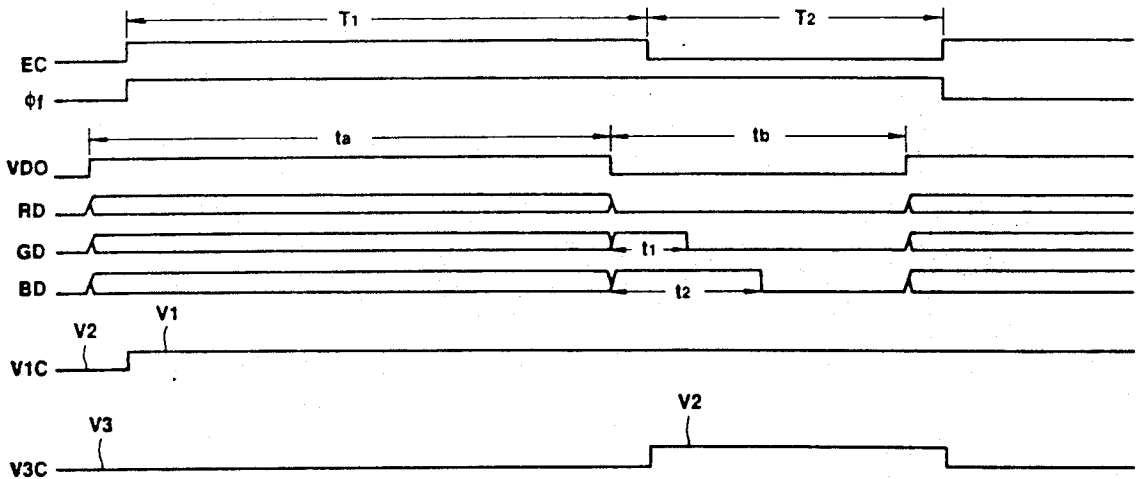 T1 T2
EC
φf
ta tb
VDO
RD
GD t1
BD t2
V2 V1
V1C
V3 V2
V3C